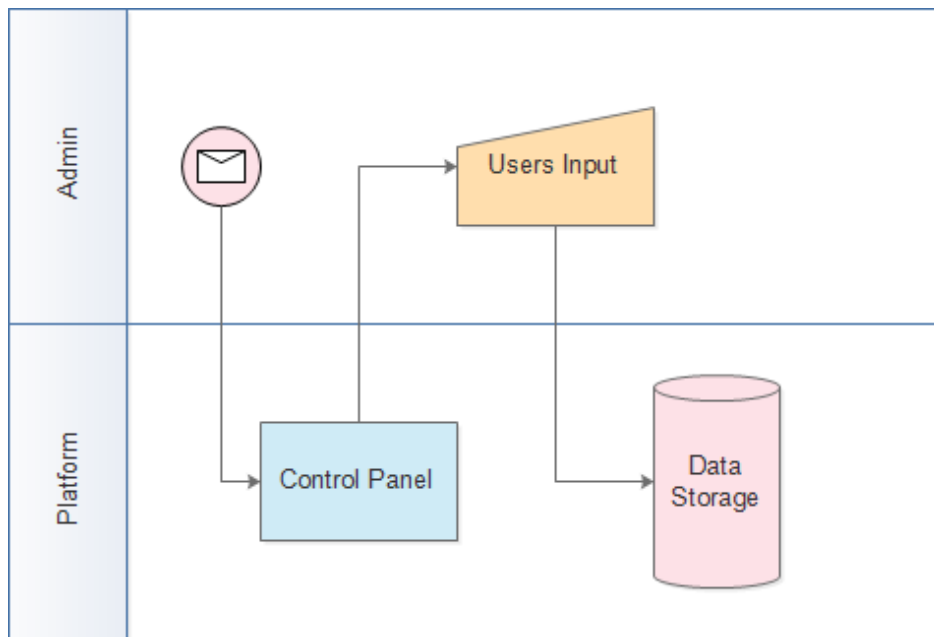 Admin
Users Input
Platform
Control Panel
Data
Storage